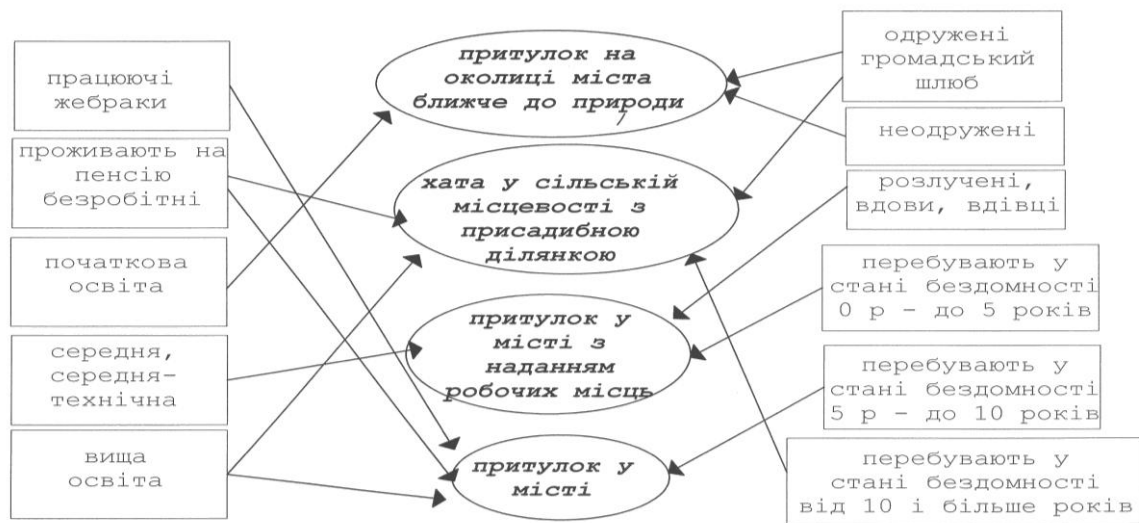 працюючі
жебраки
проживають на
пенсію
безробітні
початкова
освіта
середня,
середня-
технічна
вища
освіта
притулок на
околиці міста
ближче до природи
хата у сільській
місцевості з
присадибною
ділянкою
притулок у
місті з
наданням
робочих місць
притулок у
місті
одружені
громадський
шлюб
неодружені
розлучені,
вдови, вдівці
перебувають у
стані бездомності
0 р - до 5 років
перебувають у
стані бездомності
5 р - до 10 років
перебувають у
стані бездомності
від 10 і більше років